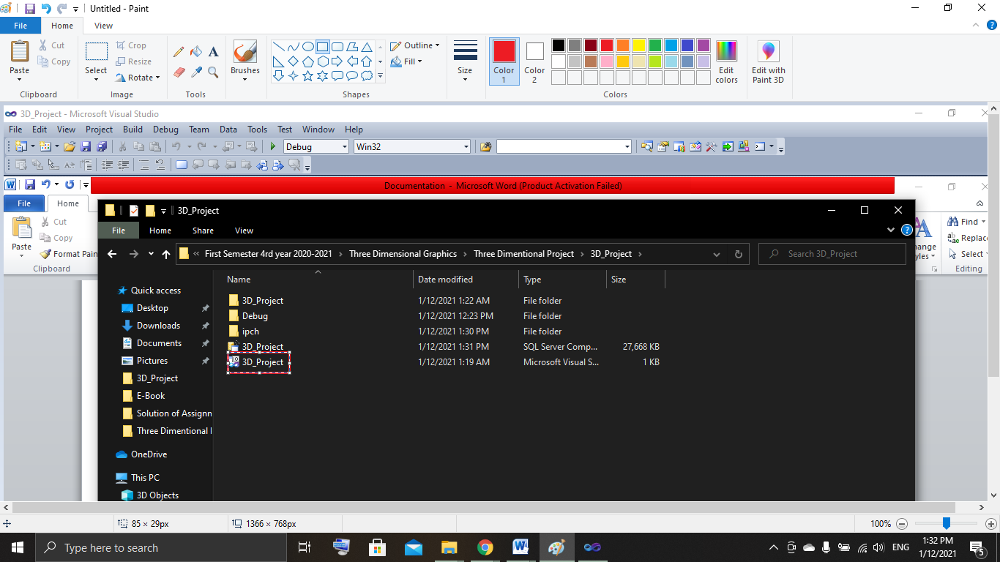 Untitled - Paint
File Home View
Paste Cut Copy Clipboard
Select Crop Resize Rotate Image
A Tools
Brushes
Shapes Outline Fill
Size
Color 1 Color 2 Colors Edit colors
Edit with Paint 3D
3D_Project - Microsoft Visual Studio
File Edit View Project Build Debug Team Data Tools Test Window Help
Debug Win32
Documentation - Microsoft Word (Product Activation Failed)
File Home
Paste Cut Copy Format Pain Clipboard
Find Replace Select Editing
hange
yles
3D_Project
File Home Share View
« First Semester 4rd year 2020-2021 > Three Dimensional Graphics > Three Dimentional Project > 3D_Project >
Search 3D_Project
Name Date modified Type Size
3D_Project 1/12/2021 1:22 AM File folder
Debug 1/12/2021 12:23 PM File folder
ipch 1/12/2021 1:30 PM File folder
3D_Project 1/12/2021 1:31 PM SQL Server Comp... 27,668 KB
3D_Project 1/12/2021 1:19 AM Microsoft Visual S... 1 KB
Quick access
Desktop
Downloads
Documents
Pictures
3D_Project
E-Book
Solution of Assignn
Three Dimentional
OneDrive
This PC
3D Objects
85 × 29px 1366 × 768px 100%
Type here to search
ENG
1:32 PM
1/12/2021
5